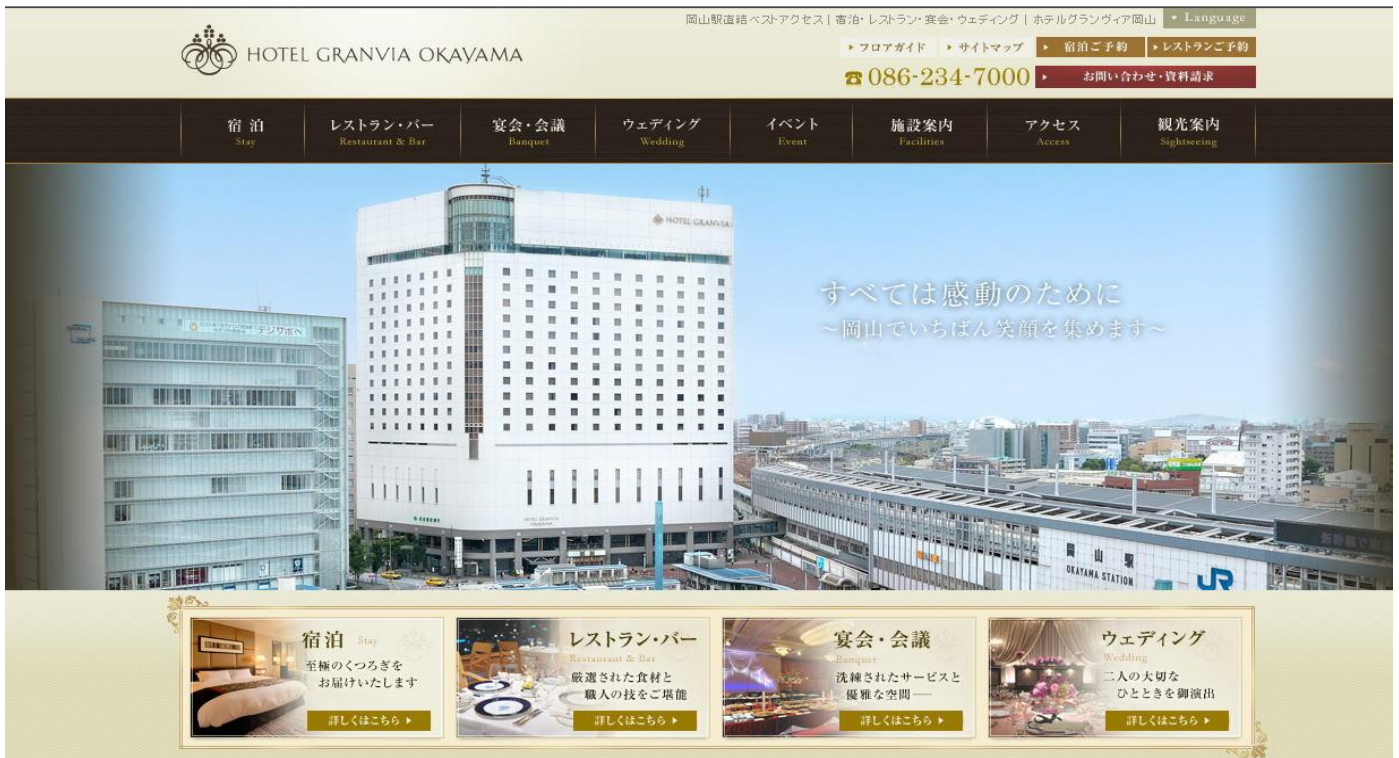 岡山駅直結ベストアクセス | 宿泊・レストラン・宴会・ウェディング | ホテルグランヴィア岡山
Language
HOTEL GRANVIA OKAYAMA
フロアガイド
サイトマップ
宿泊ご予約
レストランご予約
086-234-7000
お問い合わせ・資料請求
宿泊
Stay
レストラン・バー
Restaurant & Bar
宴会・会議
Banquet
ウェディング
Wedding
イベント
Event
施設案内
Facilities
アクセス
Access
観光案内
Sightseeing
HOTEL GRANVIA
すべては感動のために
~岡山でいちばん笑顔を集めます~
デジサポへ
HOTEL GRANVIA
OKAYAMA
岡山駅
OKAYAMA STATION
JR
宿泊 Stay
至極のくつろぎを
お届けいたします
詳しくはこちら
レストラン・バー
Restaurant & Bar
厳選された食材と
職人の技をご堪能
詳しくはこちら
宴会・会議
Banquet
洗練されたサービスと
優雅な空間──
詳しくはこちら
ウェディング
Wedding
二人の大切な
ひとときを御演出
詳しくはこちら